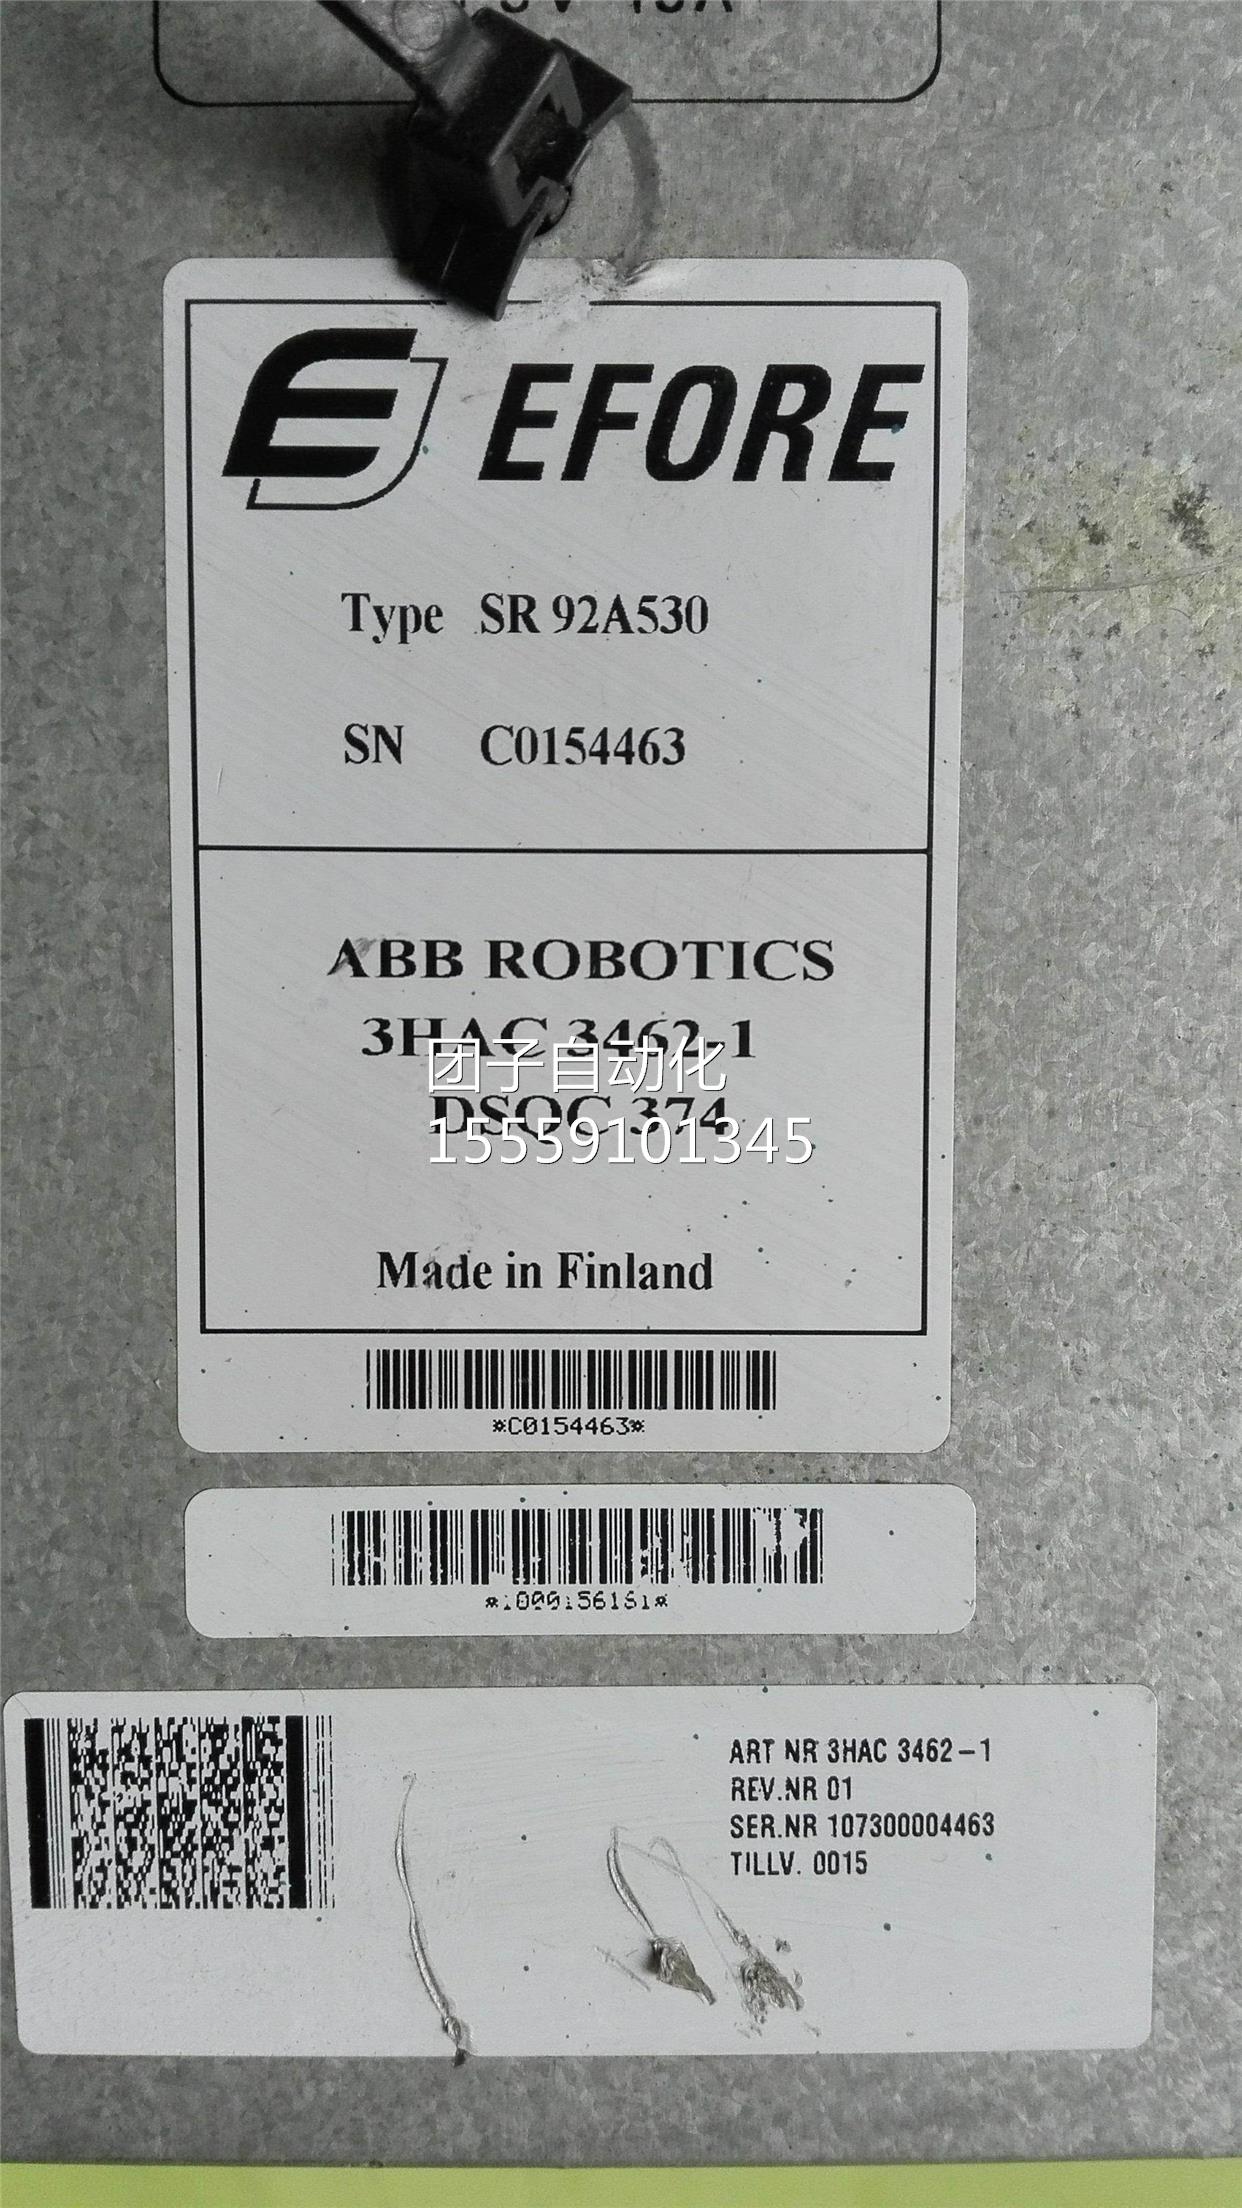 EFORE
Type SR 92A530
SN C0154463
ABB ROBOTICS
3HAC 3462-1
团子自动化
DSQC 374
15559101345
Made in Finland
*C0154463*
ART NR 3HAC 3462-1
REV.NR 01
SER.NR 107300004463
TILLV. 0015